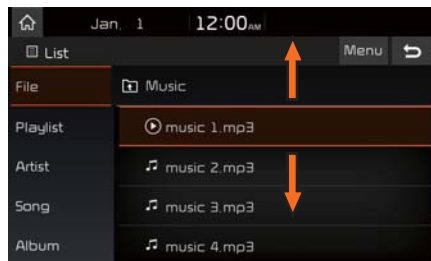 Jan. 1 12:00AM
List Menu
File Music
Playlist music 1.mp3
Artist music 2.mp3
Song music 3.mp3
Album music 4.mp3